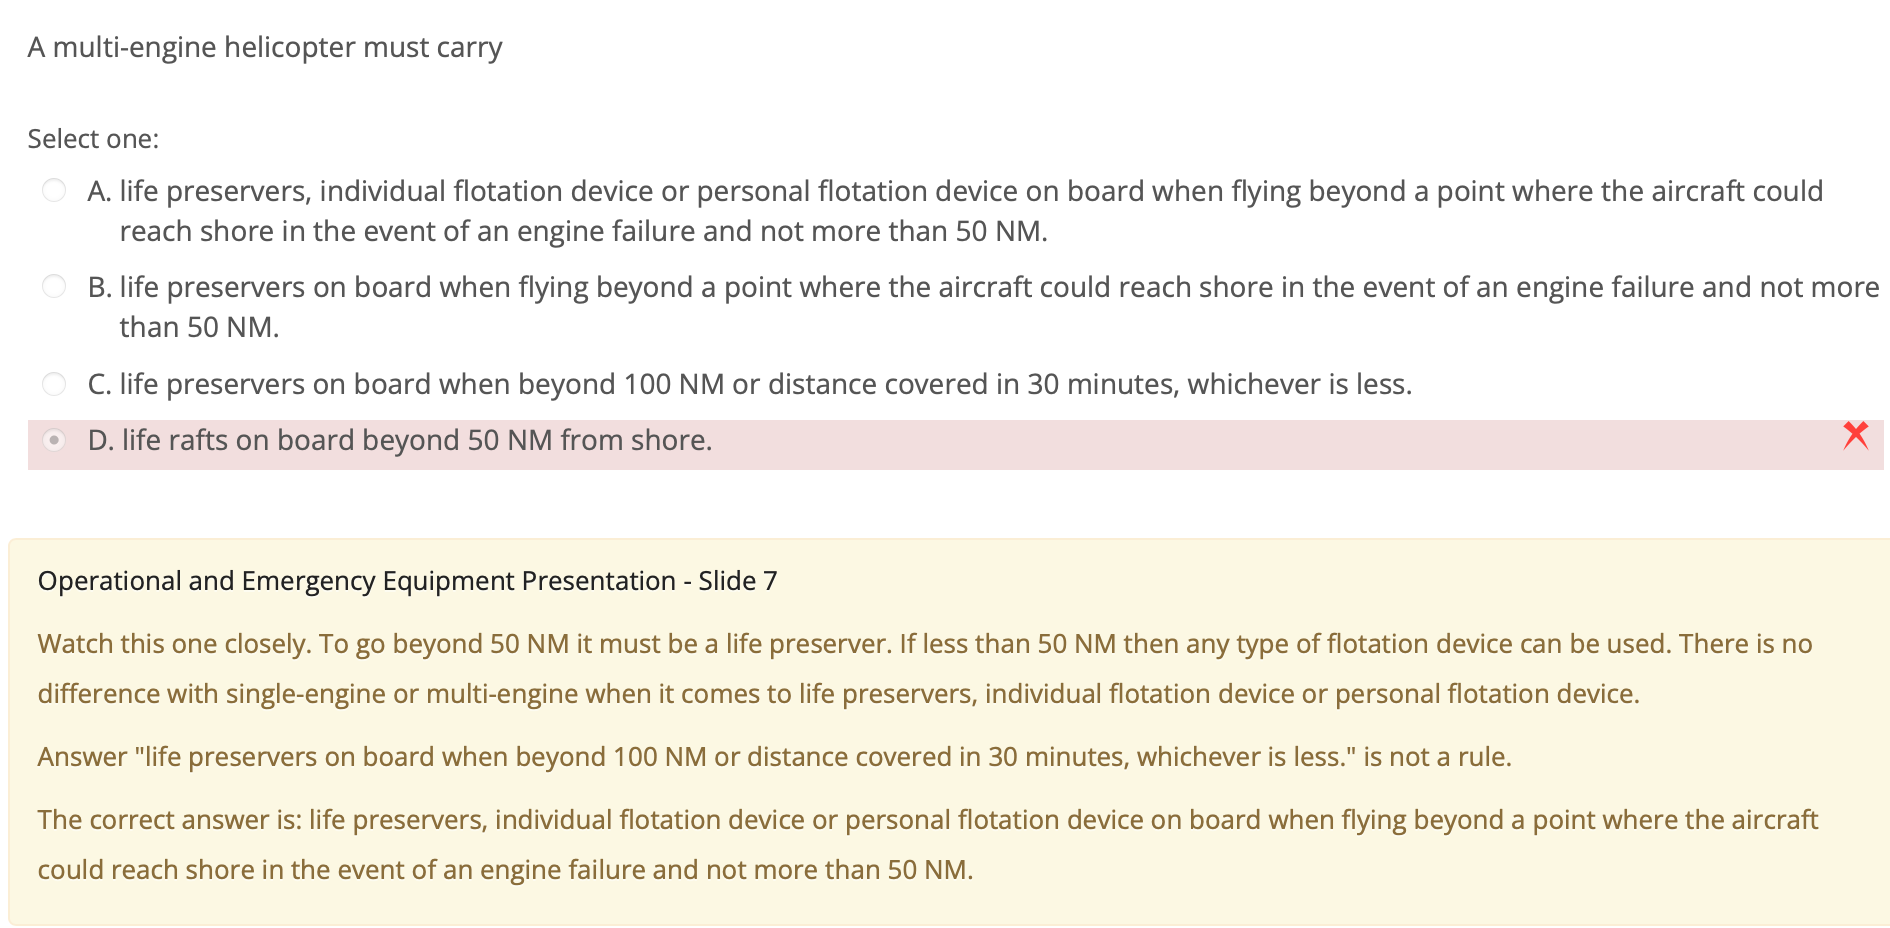 A multi-engine helicopter must carry
Select one:
A. life preservers, individual flotation device or personal flotation device on board when flying beyond a point where the aircraft could
reach shore in the event of an engine failure and not more than 50 NM.
B. life preservers on board when flying beyond a point where the aircraft could reach shore in the event of an engine failure and not more
than 50 NM.
C. life preservers on board when beyond 100 NM or distance covered in 30 minutes, whichever is less.
D. life rafts on board beyond 50 NM from shore.
Operational and Emergency Equipment Presentation - Slide 7
Watch this one closely. To go beyond 50 NM it must be a life preserver. If less than 50 NM then any type of flotation device can be used. There is no
difference with single-engine or multi-engine when it comes to life preservers, individual flotation device or personal flotation device.
Answer "life preservers on board when beyond 100 NM or distance covered in 30 minutes, whichever is less." is not a rule.
The correct answer is: life preservers, individual flotation device or personal flotation device on board when flying beyond a point where the aircraft
could reach shore in the event of an engine failure and not more than 50 NM.